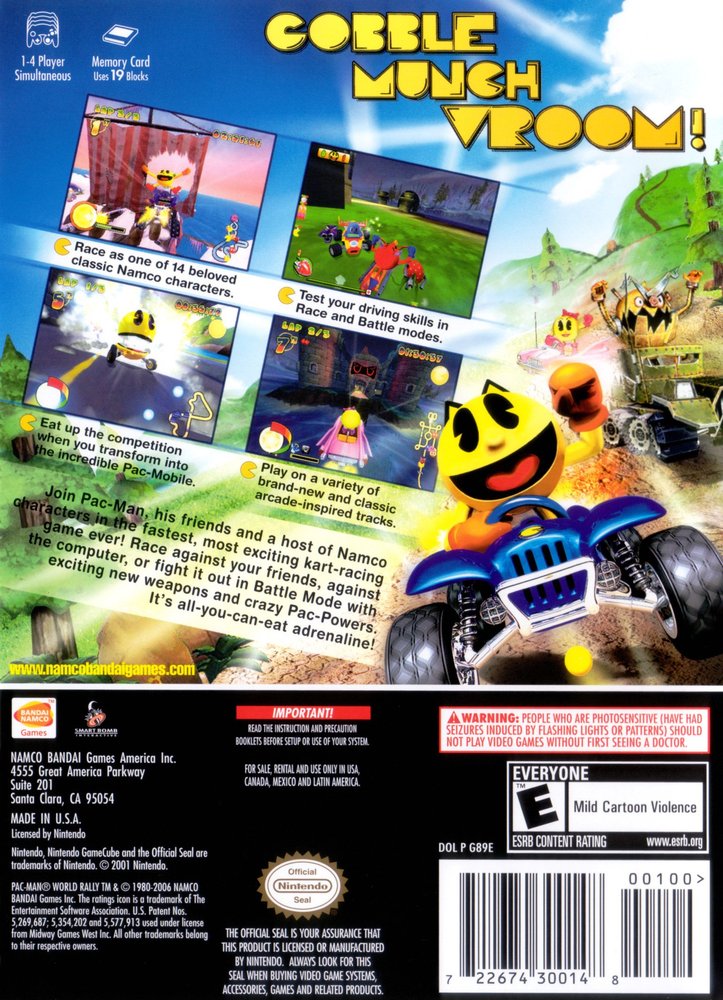 GOBBLE
MUNCH
VROOM!
1-4 Player
Simultaneous
Memory Card
Uses 19 Blocks
Race as one of 14 beloved
classic Namco characters.
Test your driving skills in
Race and Battle modes.
Eat up the competition
when you transform into
the incredible Pac-Mobile.
LAP 2/3
Play on a variety of
brand-new and classic
arcade-inspired tracks.
Join Pac-Man, his friends and a host of Namco
characters in the fastest, most exciting kart-racing
game ever! Race against your friends, against
the computer, or fight it out in Battle Mode with
exciting new weapons and crazy Pac-Powers.
It's all-you-can-eat adrenaline!
www.namcobandaigames.com
BANDAI
NAMCO
Games
SMART BOMB
INTERACTIVE
NAMCO BANDAI Games America Inc.
4555 Great America Parkway
Suite 201
Santa Clara, CA 95054
MADE IN U.S.A.
Licensed by Nintendo
Nintendo, Nintendo GameCube and the Official Seal are
trademarks of Nintendo. © 2001 Nintendo.
PAC-MAN® WORLD RALLY TM & © 1980-2006 NAMCO
BANDAI Games Inc. The ratings icon is a trademark of The
Entertainment Software Association. U.S. Patent Nos.
5,269,687; 5,354,202 and 5,577,913 used under license
from Midway Games West Inc. All other trademarks belong
to their respective owners.
IMPORTANT!
READ THE INSTRUCTION AND PRECAUTION
BOOKLETS BEFORE SETUP OR USE OF YOUR SYSTEM.
FOR SALE, RENTAL AND USE ONLY IN USA,
CANADA, MEXICO AND LATIN AMERICA.
Official
Nintendo
Seal
THE OFFICIAL SEAL IS YOUR ASSURANCE THAT
THIS PRODUCT IS LICENSED OR MANUFACTURED
BY NINTENDO. ALWAYS LOOK FOR THIS
SEAL WHEN BUYING VIDEO GAME SYSTEMS,
ACCESSORIES, GAMES AND RELATED PRODUCTS.
WARNING: PEOPLE WHO ARE PHOTOSENSITIVE (HAVE HAD
SEIZURES INDUCED BY FLASHING LIGHTS OR PATTERNS) SHOULD
NOT PLAY VIDEO GAMES WITHOUT FIRST SEEING A DOCTOR.
EVERYONE
E
TM
Mild Cartoon Violence
ESRB CONTENT RATING www.esrb.org
DOL P G89E
00100>
7 22674 30014 8